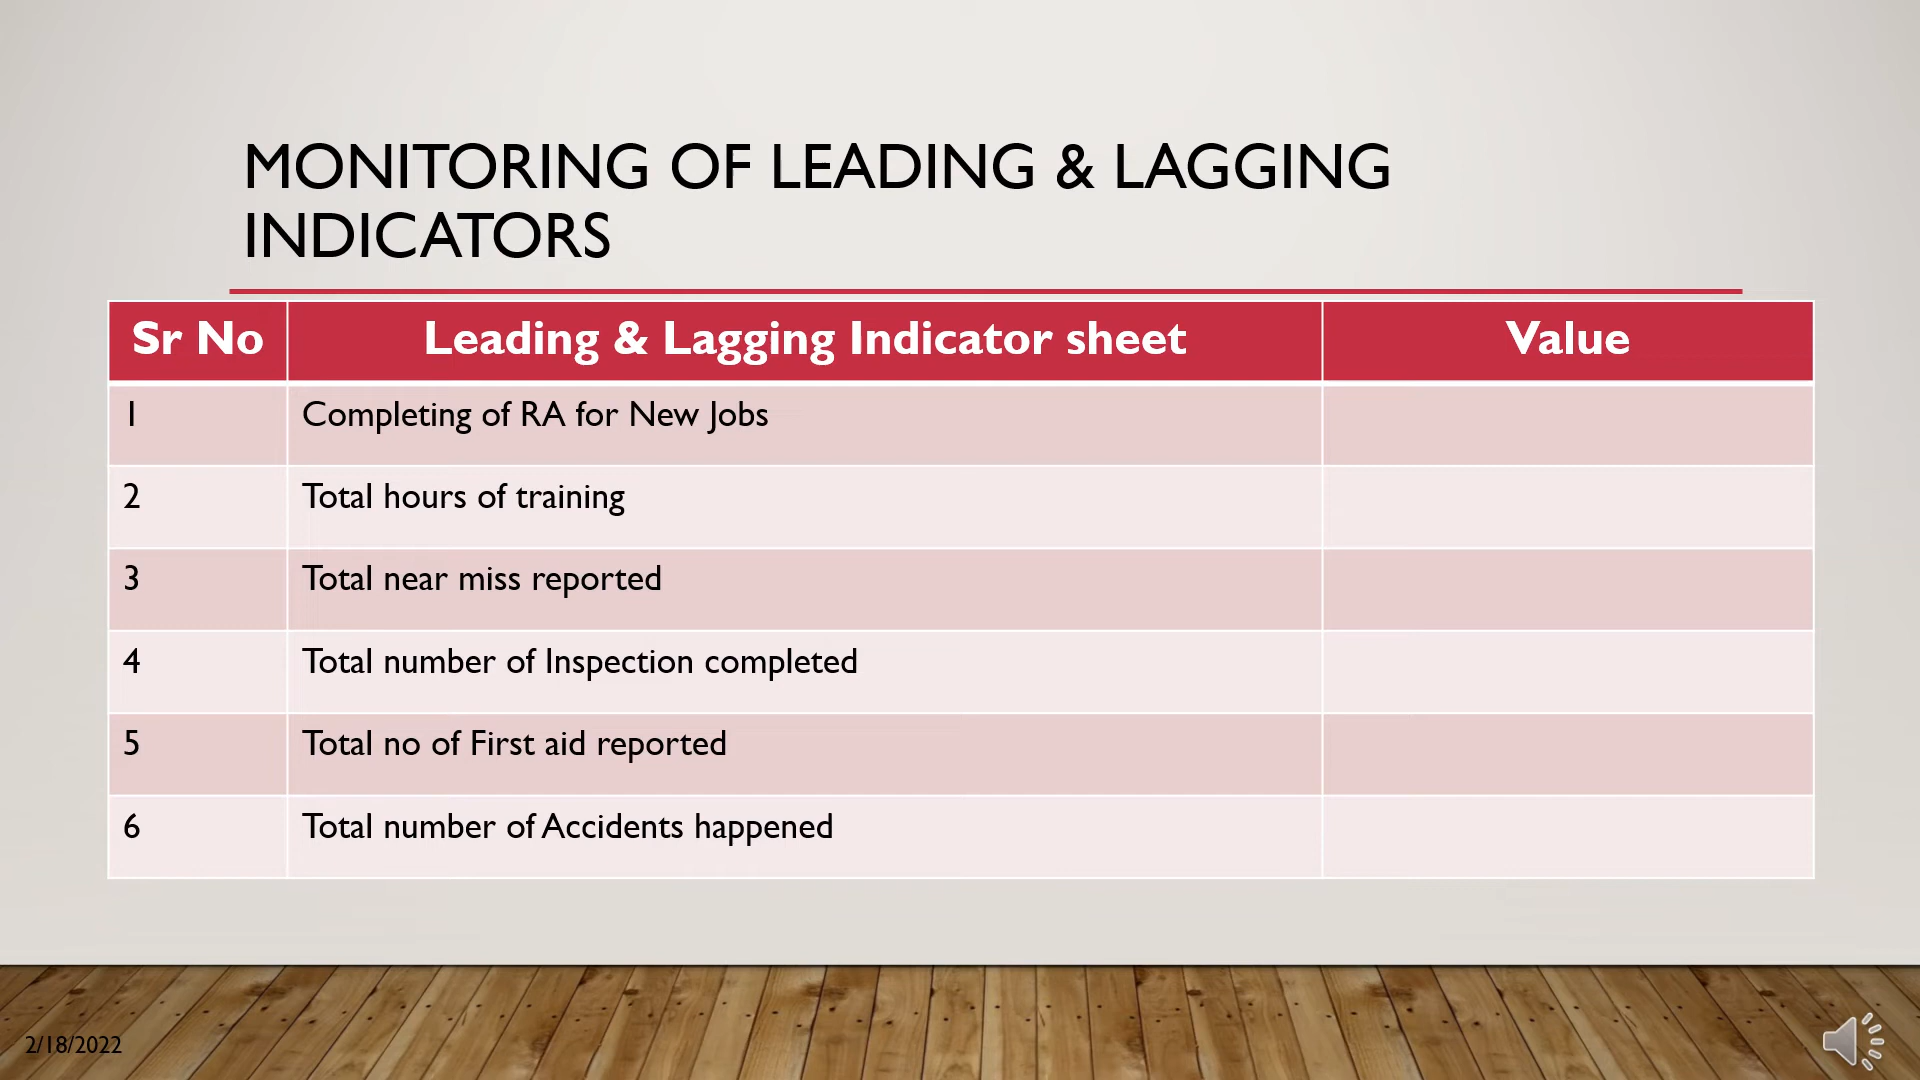 MONITORING OF LEADING & LAGGING
INDICATORS
Sr No Leading & Lagging Indicator sheet Value
1 Completing of RA for New Jobs
2 Total hours of training
3 Total near miss reported
4 Total number of Inspection completed
5 Total no of First aid reported
6 Total number of Accidents happened
2/18/2022